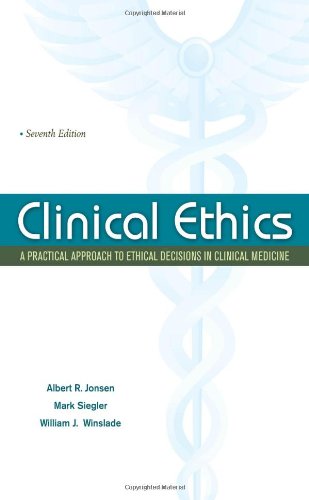 • Seventh Edition
Clinical Ethics
A PRACTICAL APPROACH TO ETHICAL DECISIONS IN CLINICAL MEDICINE
Albert R. Jonsen
Mark Siegler
William J. Winslade